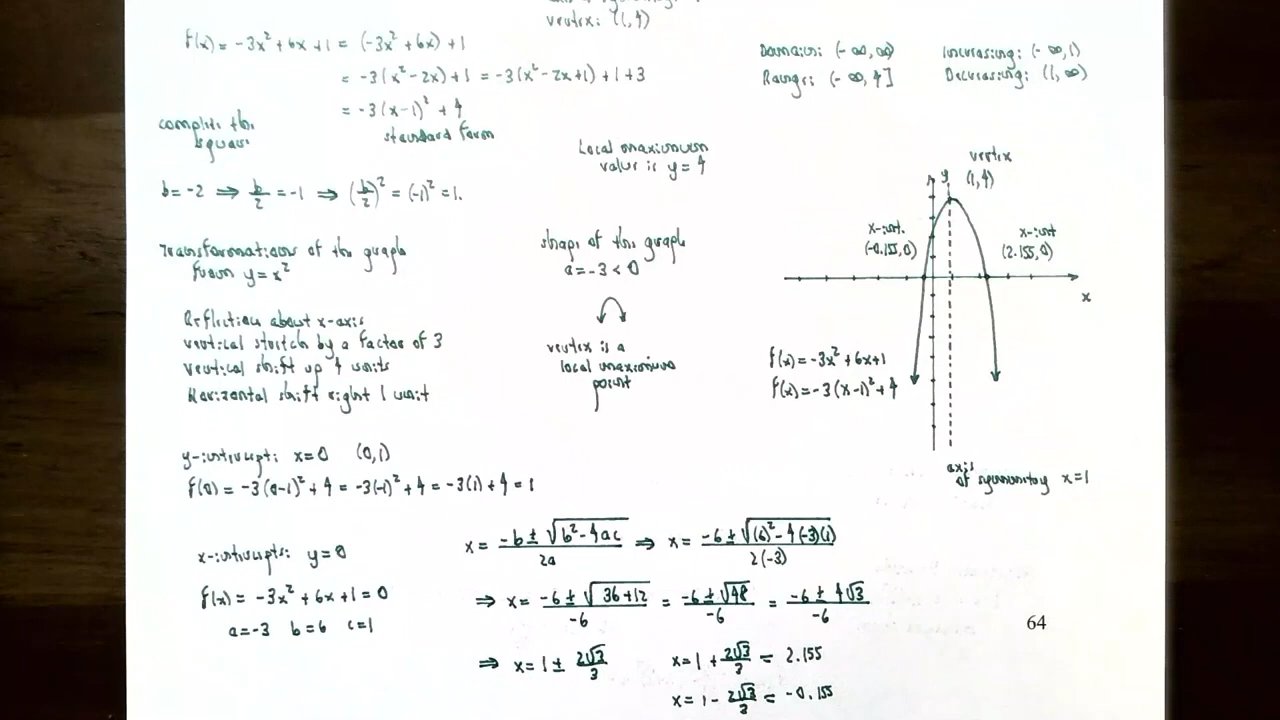 vertex: (1, 4)
f(x) = -3x² + 6x + 1 = (-3x² + 6x) + 1
= -3(x² - 2x) + 1 = -3(x² - 2x + 1) + 1 + 3
= -3(x-1)² + 4
standard form
Domain: (-∞, ∞)
Range: (-∞, 4]
Increasing: (-∞, 1)
Decreasing: (1, ∞)
complete the
square
b = -2 ⇒ b/2 = -1 ⇒ (b/2)² = (-1)² = 1.
Local maximum
value is y = 4
Transformations of the graph
from y = x²
Reflection about x-axis
vertical stretch by a factor of 3
vertical shift up 4 units
Horizontal shift right 1 unit
shape of the graph
a = -3 < 0
vertex is a
local maximum
point
vertex
(1, 4)
y
x-int.
(-0.155, 0)
x-int
(2.155, 0)
x
f(x) = -3x² + 6x + 1
f(x) = -3(x-1)² + 4
axis
of symmetry x = 1
y-intercept: x = 0 (0, 1)
f(0) = -3(0-1)² + 4 = -3(-1)² + 4 = -3(1) + 4 = 1
x-intercepts: y = 0
f(x) = -3x² + 6x + 1 = 0
a = -3 b = 6 c = 1
x = (-b ± √(b² - 4ac))/2a ⇒ x = (-6 ± √((6)² - 4(-3)(1)))/2(-3)
⇒ x = (-6 ± √(36 + 12))/-6 = (-6 ± √48)/-6 = (-6 ± 4√3)/-6
⇒ x = 1 ± 2√3/3
x = 1 + 2√3/3 = 2.155
x = 1 - 2√3/3 = -0.155
64